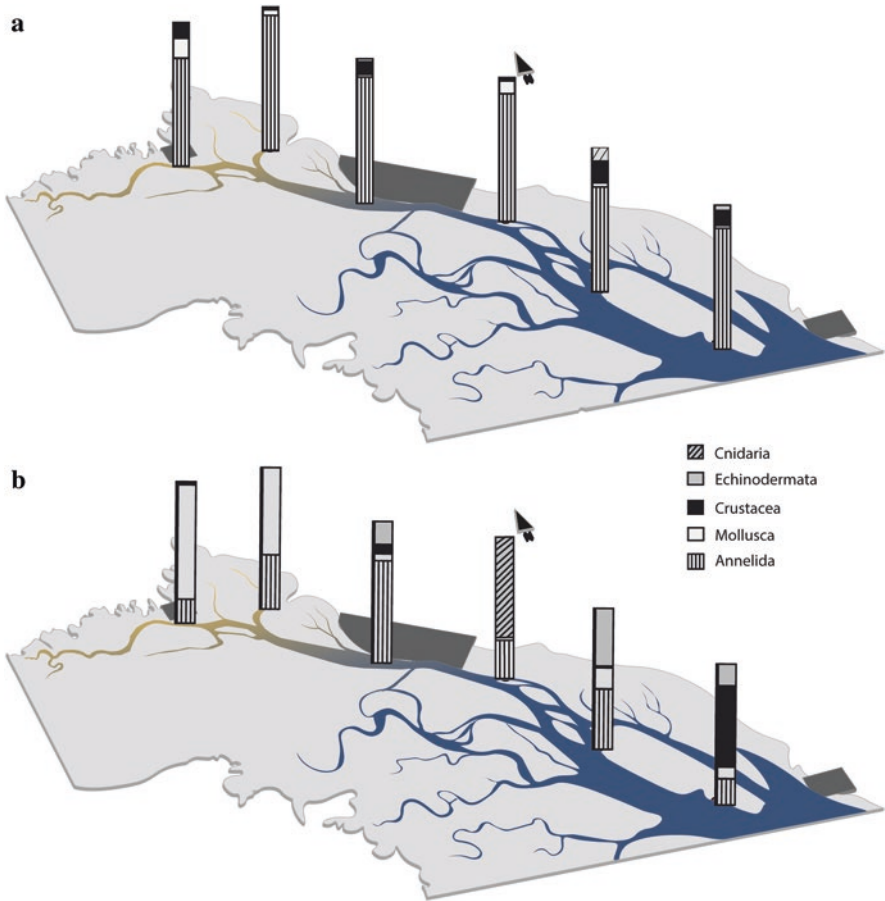 a
b
Cnidaria
Echinodermata
Crustacea
Mollusca
Annelida